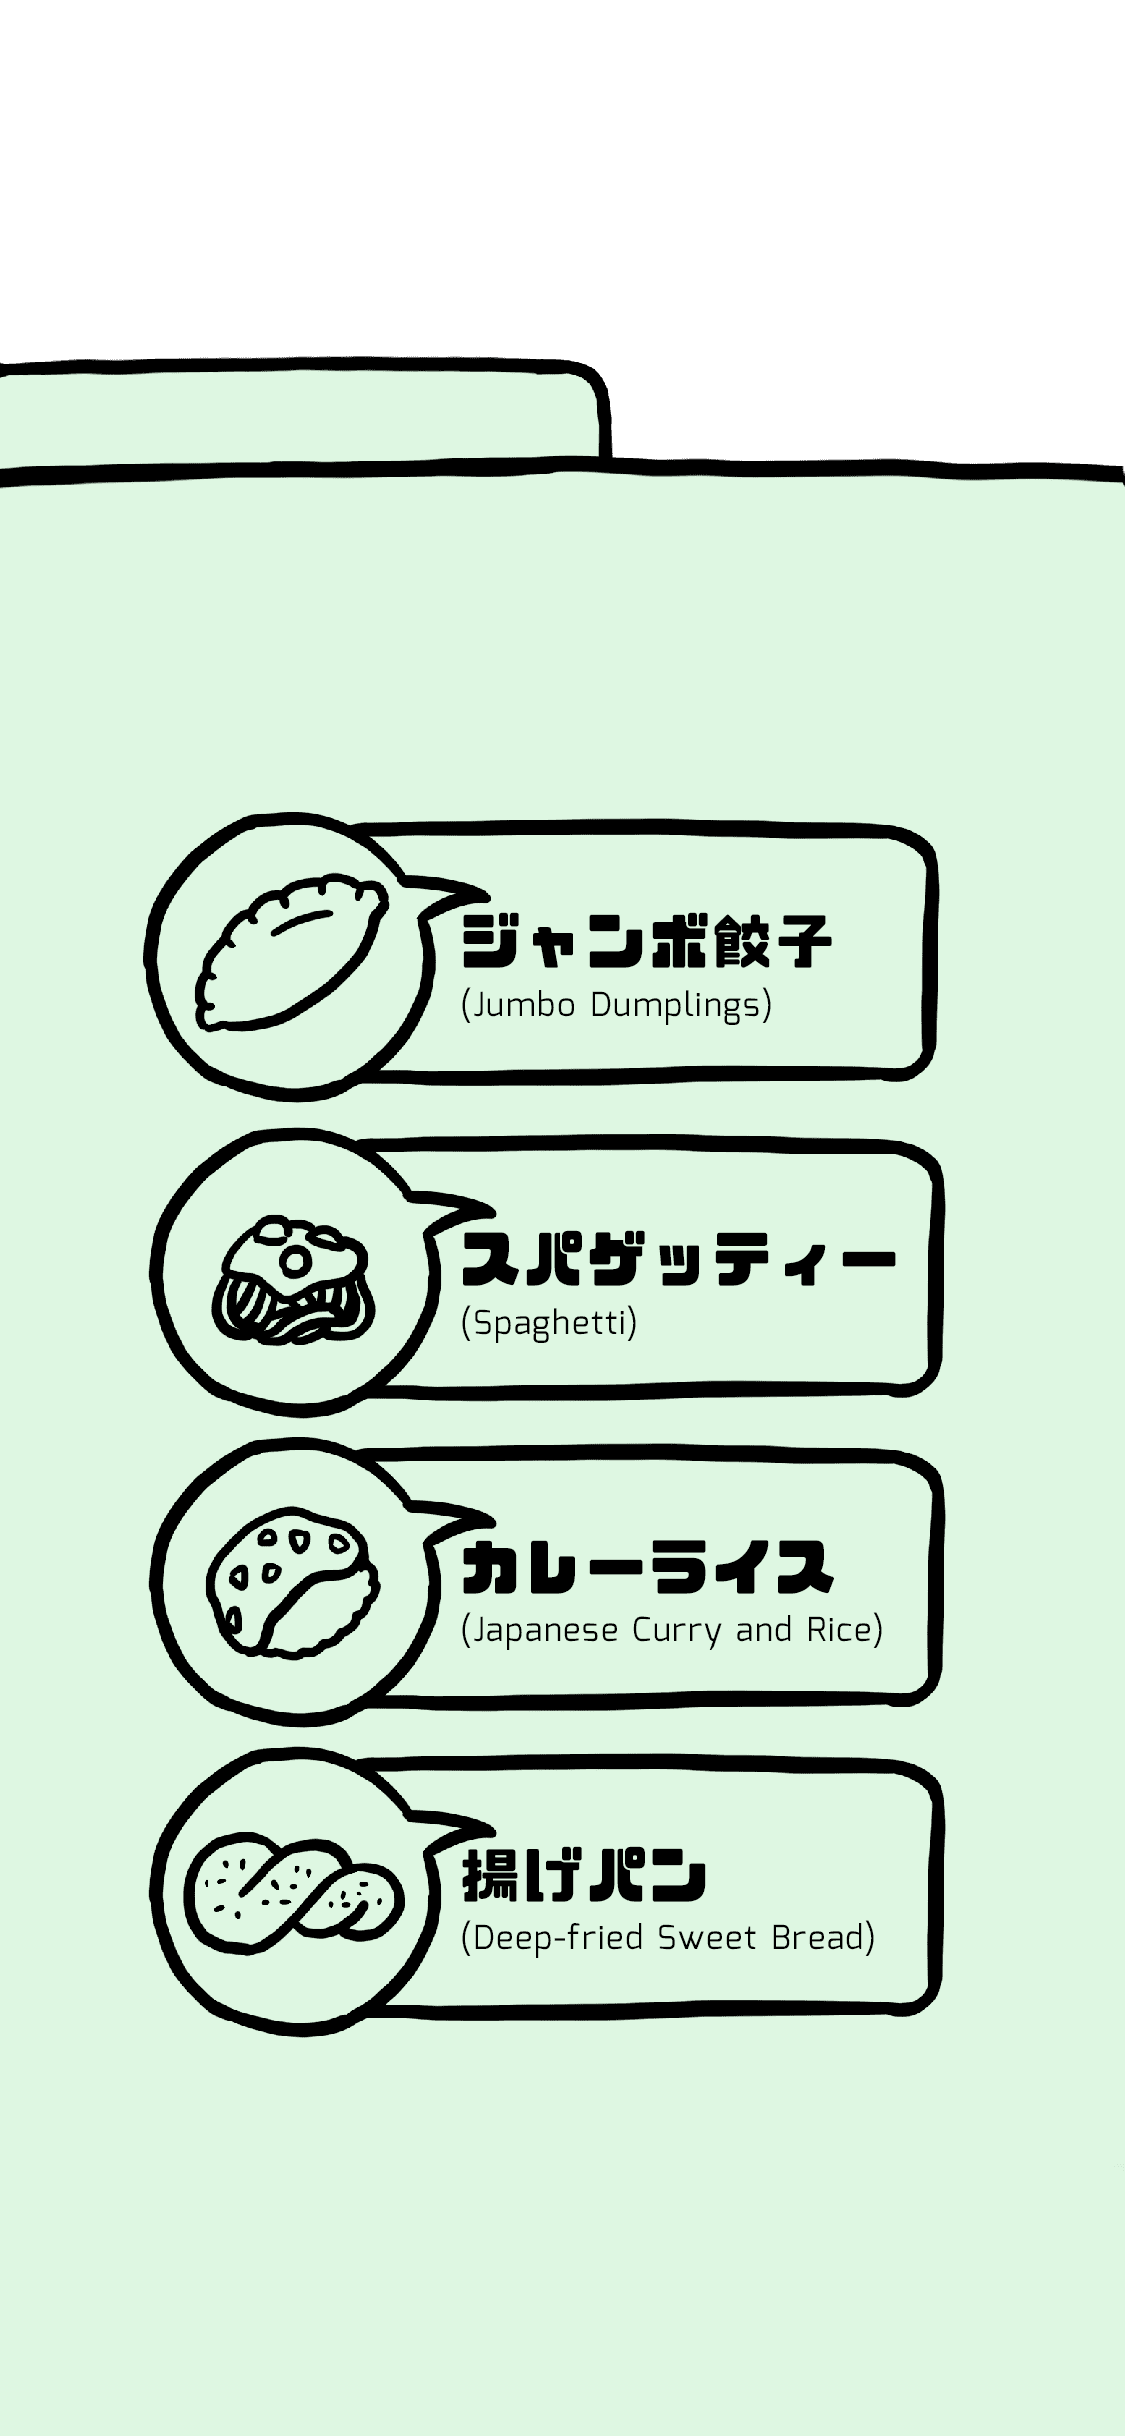 ジャンボ餃子
(Jumbo Dumplings)
スパゲッティー
(Spaghetti)
カレーライス
(Japanese Curry and Rice)
揚げパン
(Deep-fried Sweet Bread)